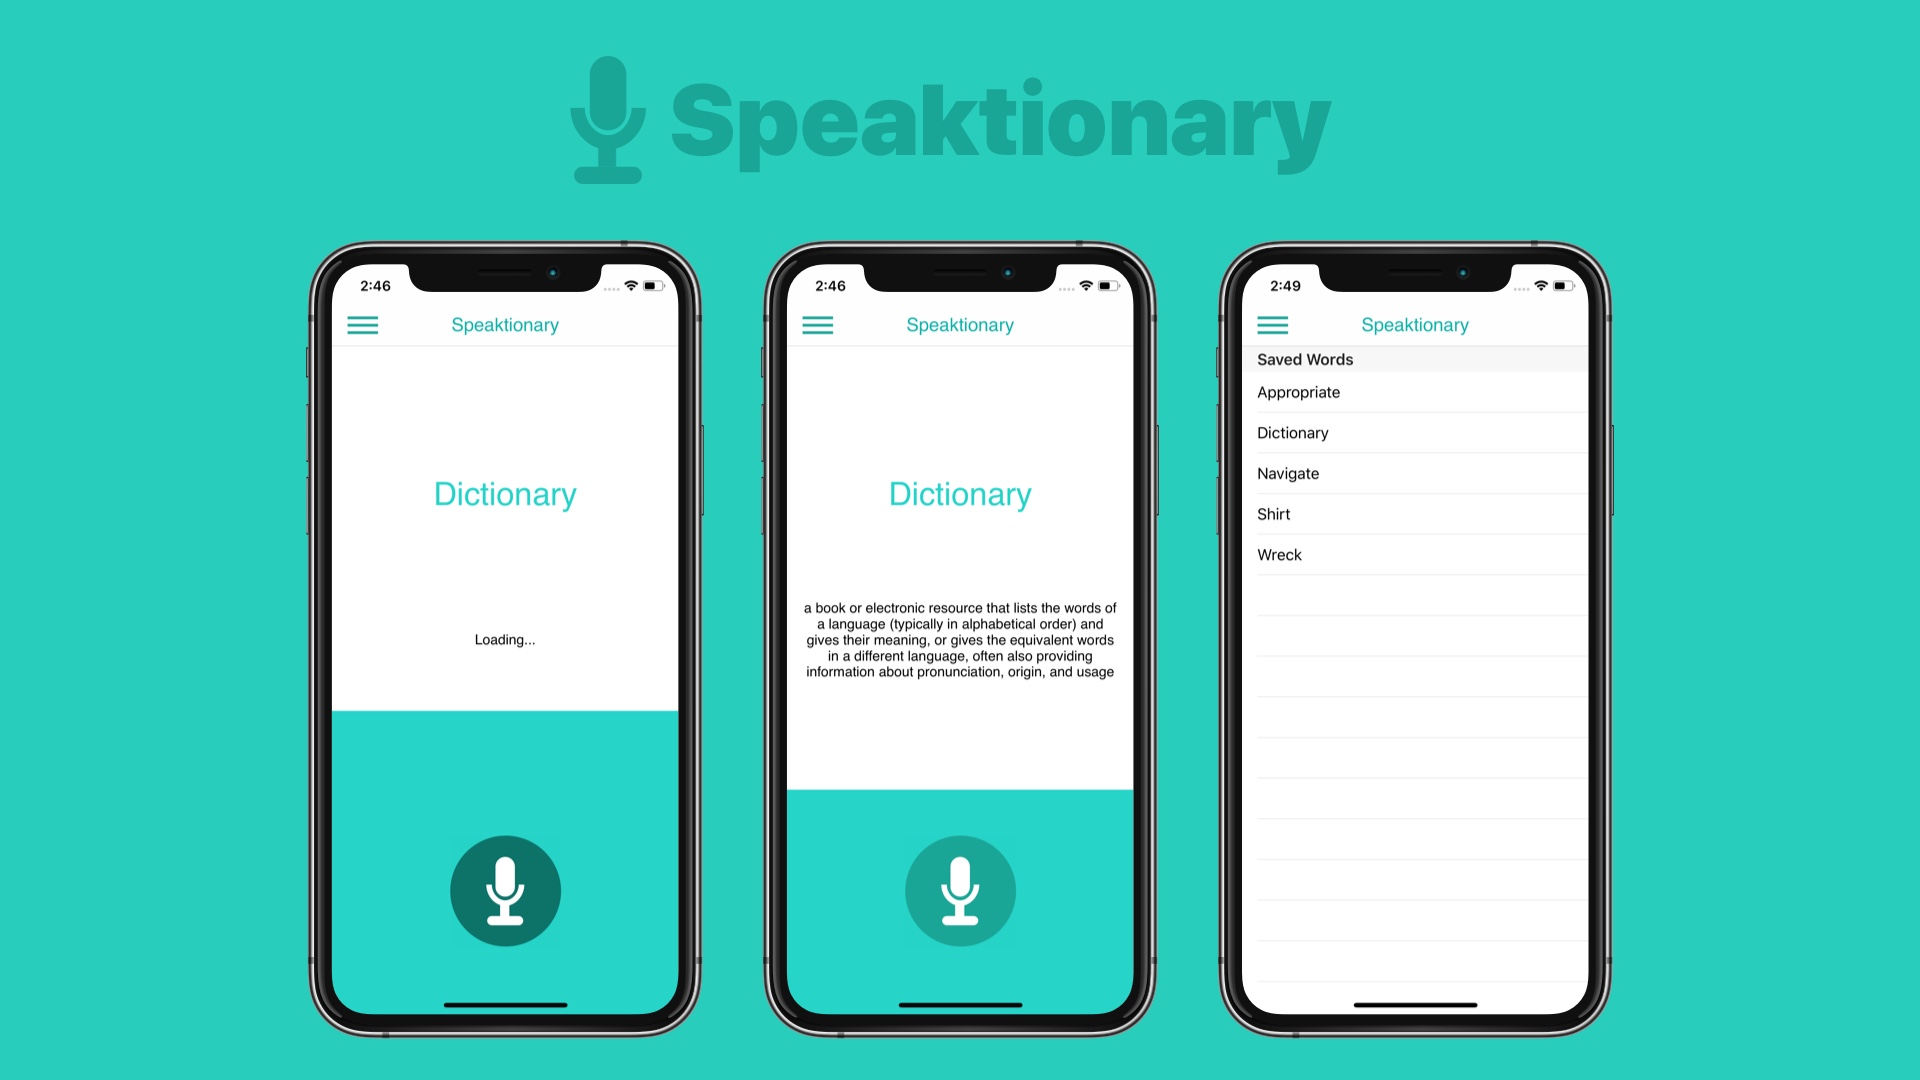 Speaktionary
2:46
Speaktionary
Dictionary
Loading...
2:46
Speaktionary
Dictionary
a book or electronic resource that lists the words of
a language (typically in alphabetical order) and
gives their meaning, or gives the equivalent words
in a different language, often also providing
information about pronunciation, origin, and usage
2:49
Speaktionary
Saved Words
Appropriate
Dictionary
Navigate
Shirt
Wreck